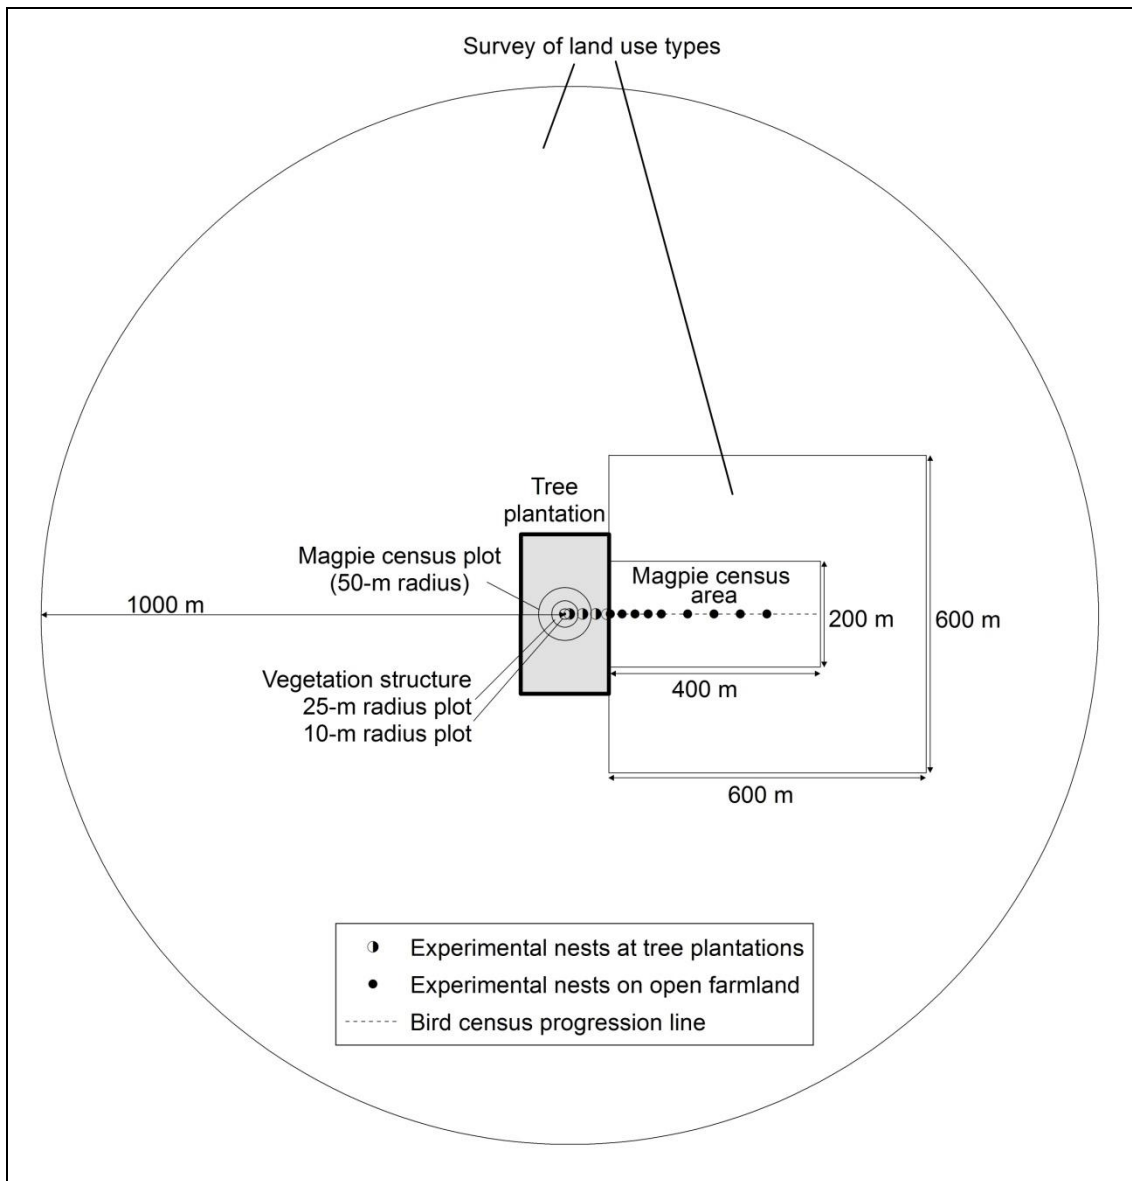 Survey of land use types
Tree
plantation
Magpie census plot
(50-m radius)
Magpie census
area
1000 m
200 m
600 m
Vegetation structure
25-m radius plot
10-m radius plot
400 m
600 m
Experimental nests at tree plantations
Experimental nests on open farmland
Bird census progression line